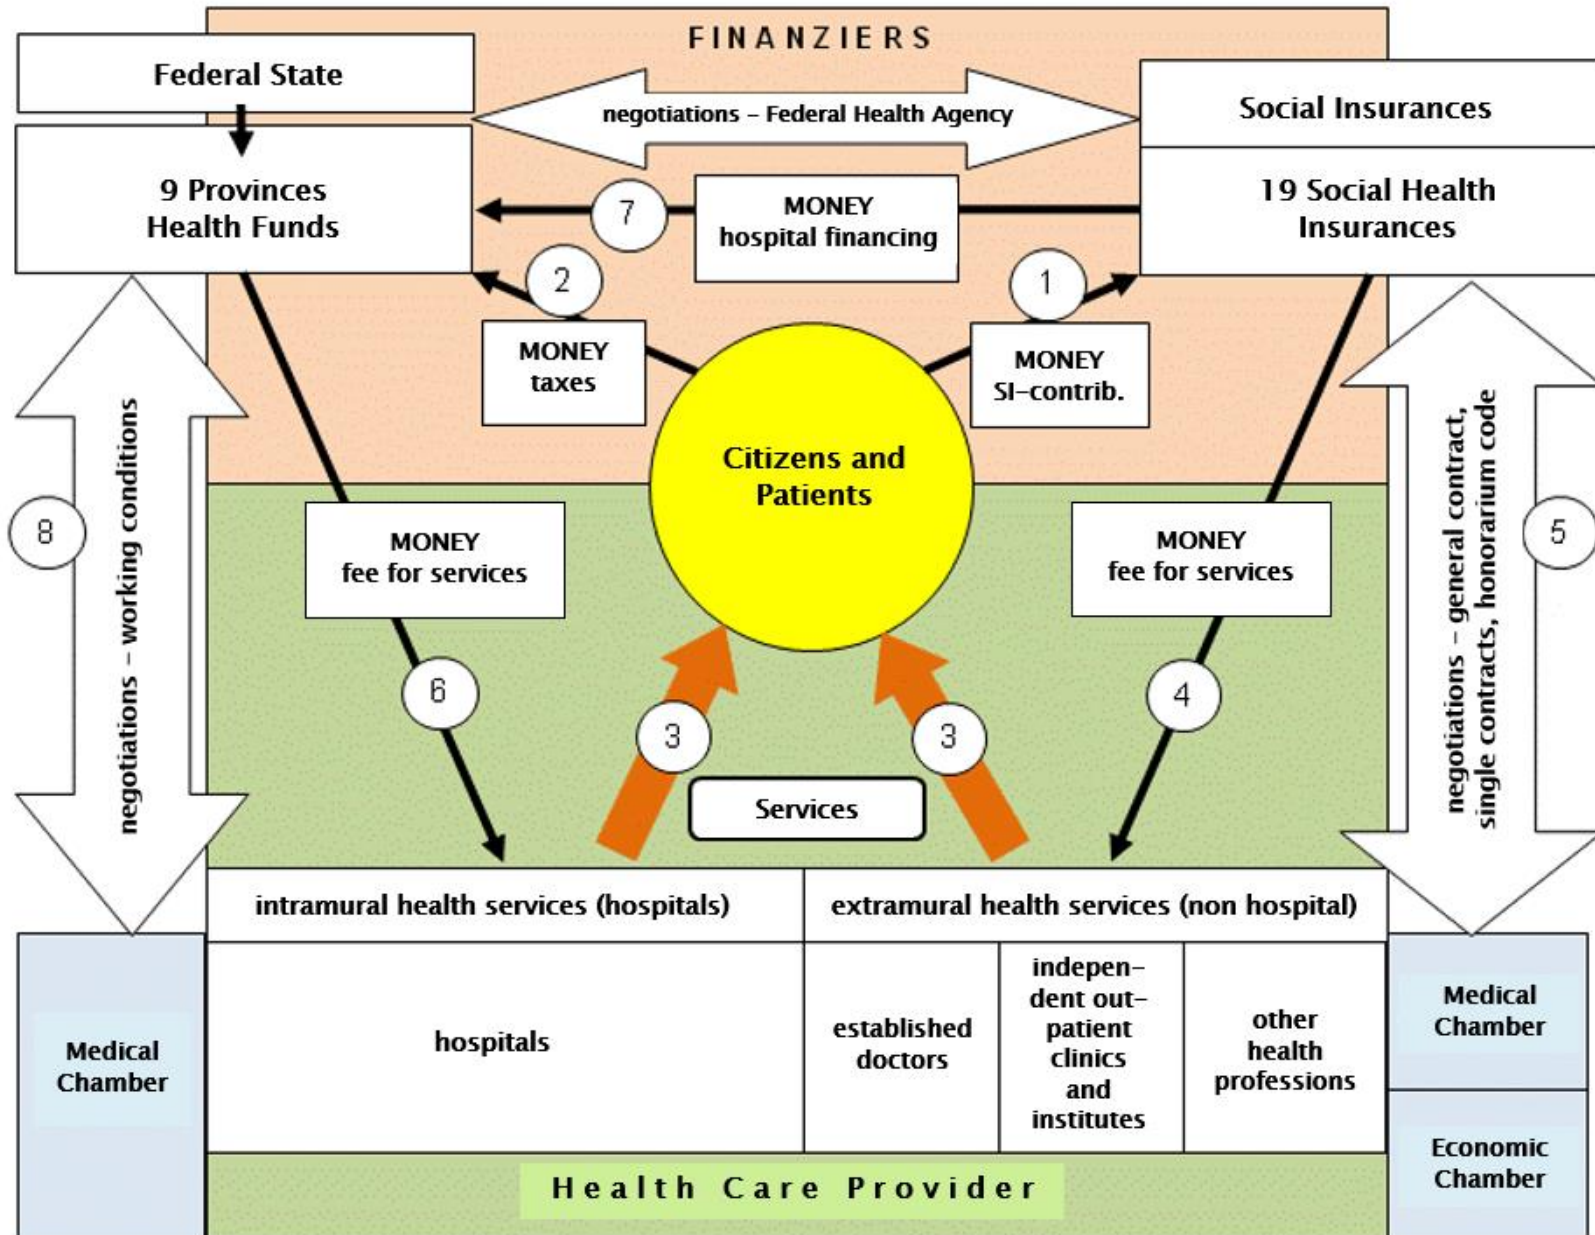 FINANZIERS
Federal State
negotiations – Federal Health Agency
Social Insurances
9 Provinces
Health Funds
7
MONEY
hospital financing
19 Social Health
Insurances
2
1
MONEY
taxes
MONEY
SI-contrib.
Citizens and
Patients
8
negotiations – working conditions
MONEY
fee for services
MONEY
fee for services
negotiations – general contract,
single contracts, honorarium code
5
6
3
3
4
Services
intramural health services (hospitals)
extramural health services (non hospital)
Medical
Chamber
hospitals
established
doctors
indepen-
dent out-
patient
clinics
and
institutes
other
health
professions
Medical
Chamber
Economic
Chamber
Health Care Provider